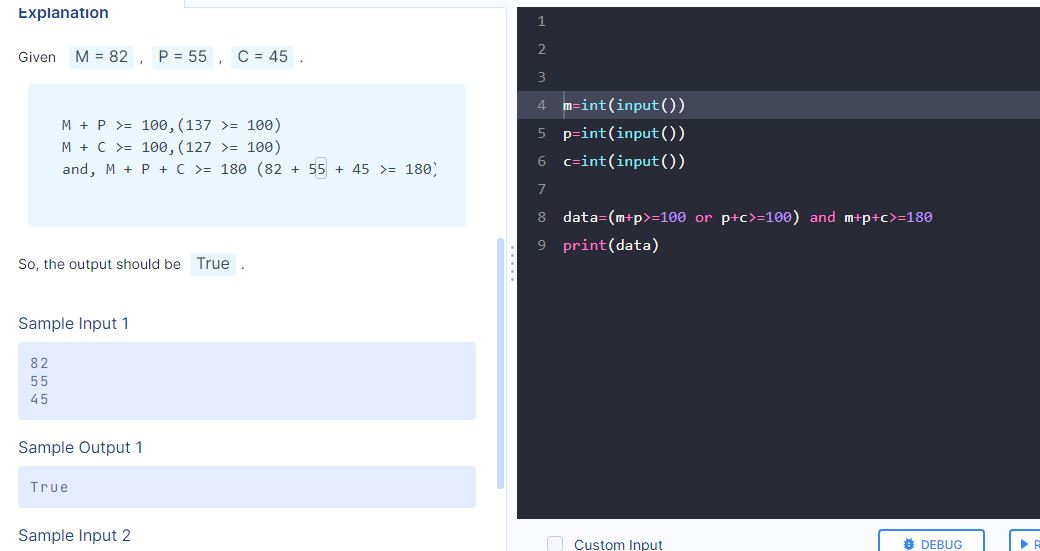 Explanation
Given M = 82 , P = 55 , C = 45 .
M + P >= 100,(137 >= 100)
M + C >= 100,(127 >= 100)
and, M + P + C >= 180 (82 + 55 + 45 >= 180)
So, the output should be True .
Sample Input 1
82
55
45
Sample Output 1
True
Sample Input 2
1
2
3
4 m=int(input())
5 p=int(input())
6 c=int(input())
7
8 data=(m+p>=100 or p+c>=100) and m+p+c>=180
9 print(data)
Custom Input
DEBUG
R